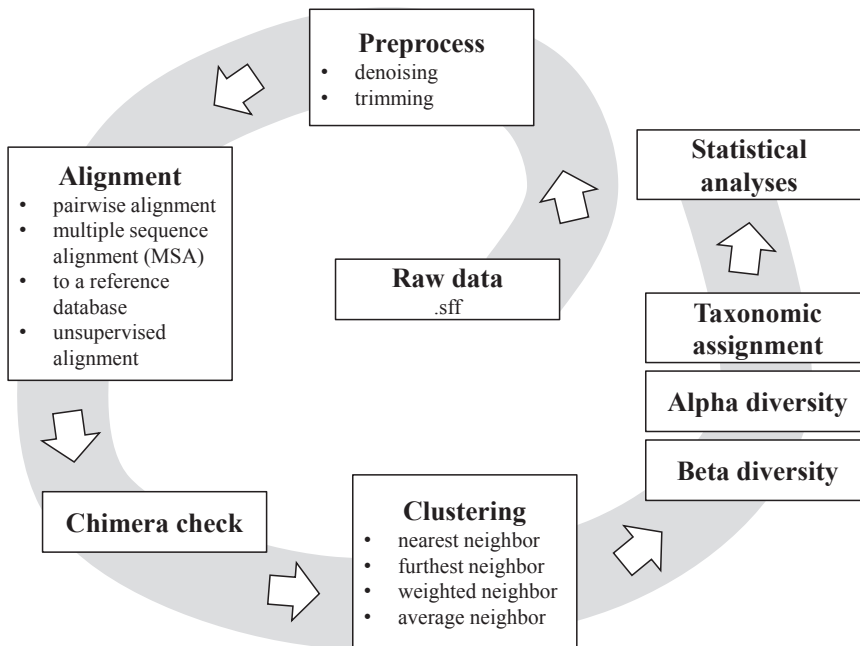 Preprocess
• denoising
• trimming
Alignment
• pairwise alignment
• multiple sequence
alignment (MSA)
• to a reference
database
• unsupervised
alignment
Raw data
.sff
Statistical
analyses
Taxonomic
assignment
Alpha diversity
Beta diversity
Chimera check
Clustering
• nearest neighbor
• furthest neighbor
• weighted neighbor
• average neighbor